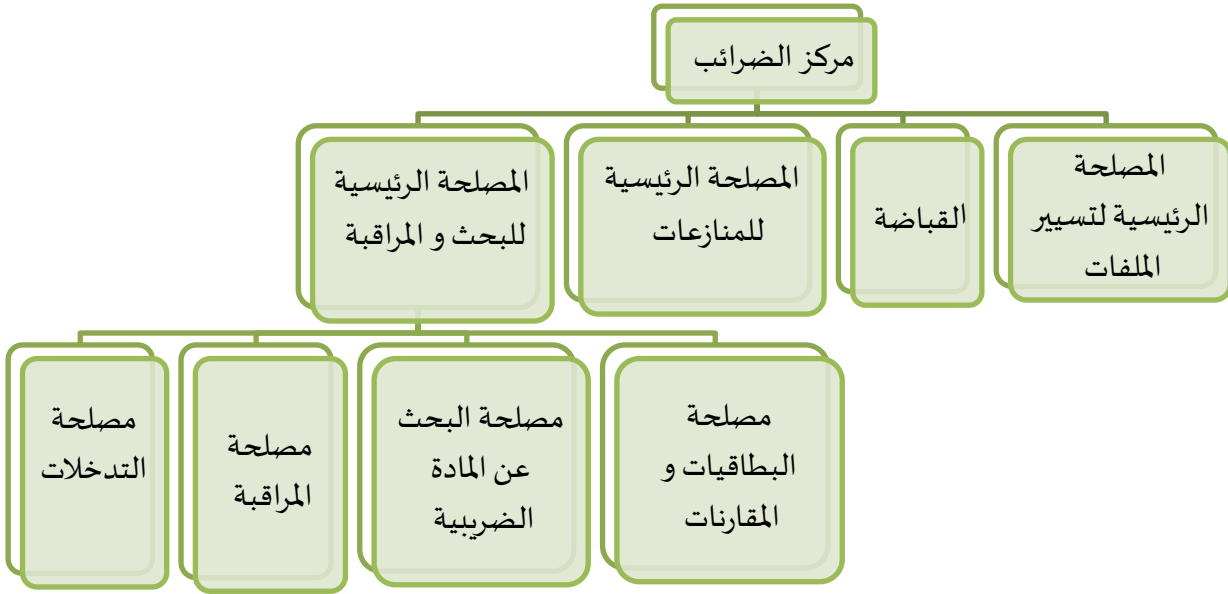 مركز الضرائب
المصلحة
الرئيسية لتسيير
الملفات
القباضة
المصلحة الرئيسية
للمنازعات
المصلحة الرئيسية
للبحث و المراقبة
مصلحة
البطاقيات و
المقارنات
مصلحة البحث
عن المادة
الضريبية
مصلحة
المراقبة
مصلحة
التدخلات